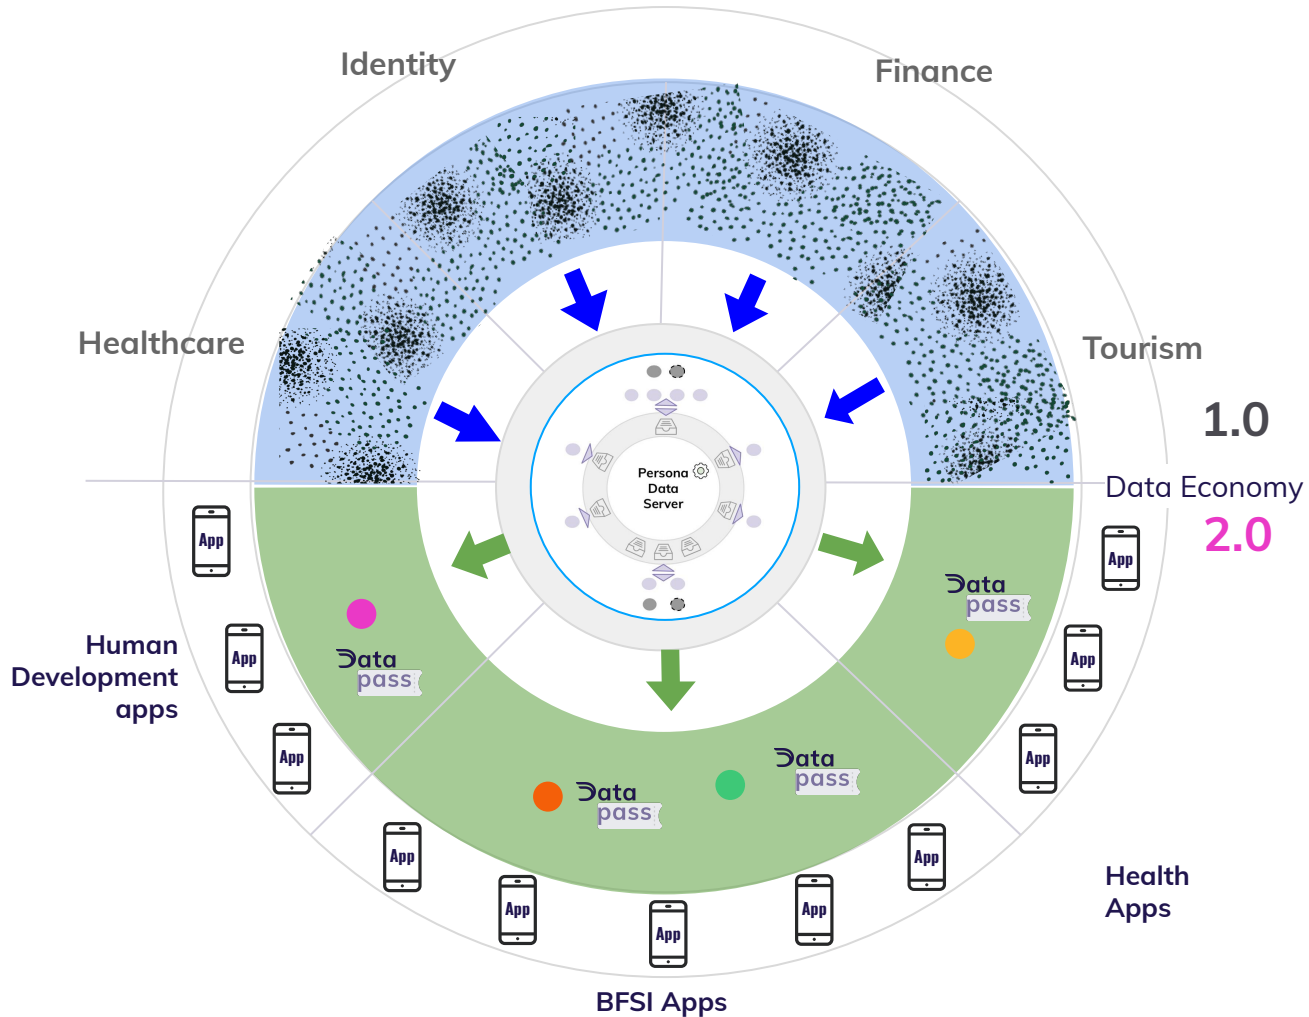 Identity
Finance
Healthcare
Tourism
1.0
Data Economy
2.0
Persona
Data
Server
App
App
App
App
App
App
App
App
App
App
App
Human
Development
apps
Data
pass
Data
pass
Data
pass
Data
pass
Health
Apps
BFSI Apps